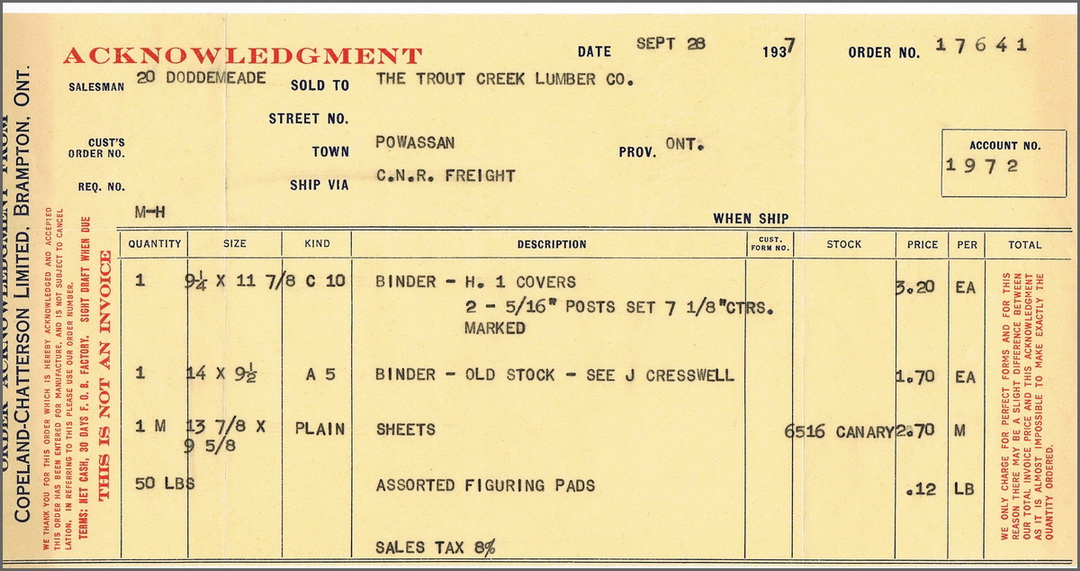 ACKNOWLEDGMENT
DATE SEPT 28 1937
ORDER NO. 17641
SALESMAN 20 DODDEMEADE
SOLD TO THE TROUT CREEK LUMBER CO.
STREET NO.
CUST'S
ORDER NO.
TOWN POWASSAN
PROV. ONT.
ACCOUNT NO.
1972
REQ. NO.
SHIP VIA C.N.R. FREIGHT
M-H
WHEN SHIP
QUANTITY SIZE KIND DESCRIPTION CUST. FORM NO. STOCK PRICE PER TOTAL
1 9¼ X 11 7/8 C 10 BINDER - H. 1 COVERS 3.20 EA
2 - 5/16" POSTS SET 7 1/8"CTRS.
MARKED
1 14 X 9½ A 5 BINDER - OLD STOCK - SEE J CRESSWELL 1.70 EA
1 M 13 7/8 X PLAIN SHEETS 6516 CANARY 2.70 M
9 5/8
50 LBS ASSORTED FIGURING PADS .12 LB
SALES TAX 8%
ORDER ACKNOWLEDGMENT FROM
COPELAND-CHATTERSON LIMITED, BRAMPTON, ONT.
WE THANK YOU FOR THIS ORDER WHICH IS HEREBY ACKNOWLEDGED AND ACCEPTED
THIS ORDER HAS BEEN ENTERED FOR MANUFACTURE, AND IS NOT SUBJECT TO CANCEL
LATION. IN REFERRING TO THIS PLEASE USE OUR ORDER NUMBER.
TERMS: NET CASH, 30 DAYS F. O. B. FACTORY. SIGHT DRAFT WHEN DUE
THIS IS NOT AN INVOICE
WE ONLY CHARGE FOR PERFECT FORMS AND FOR THIS
REASON THERE MAY BE A SLIGHT DIFFERENCE BETWEEN
OUR TOTAL INVOICE PRICE AND THIS ACKNOWLEDGMENT
AS IT IS ALMOST IMPOSSIBLE TO MAKE EXACTLY THE
QUANTITY ORDERED.